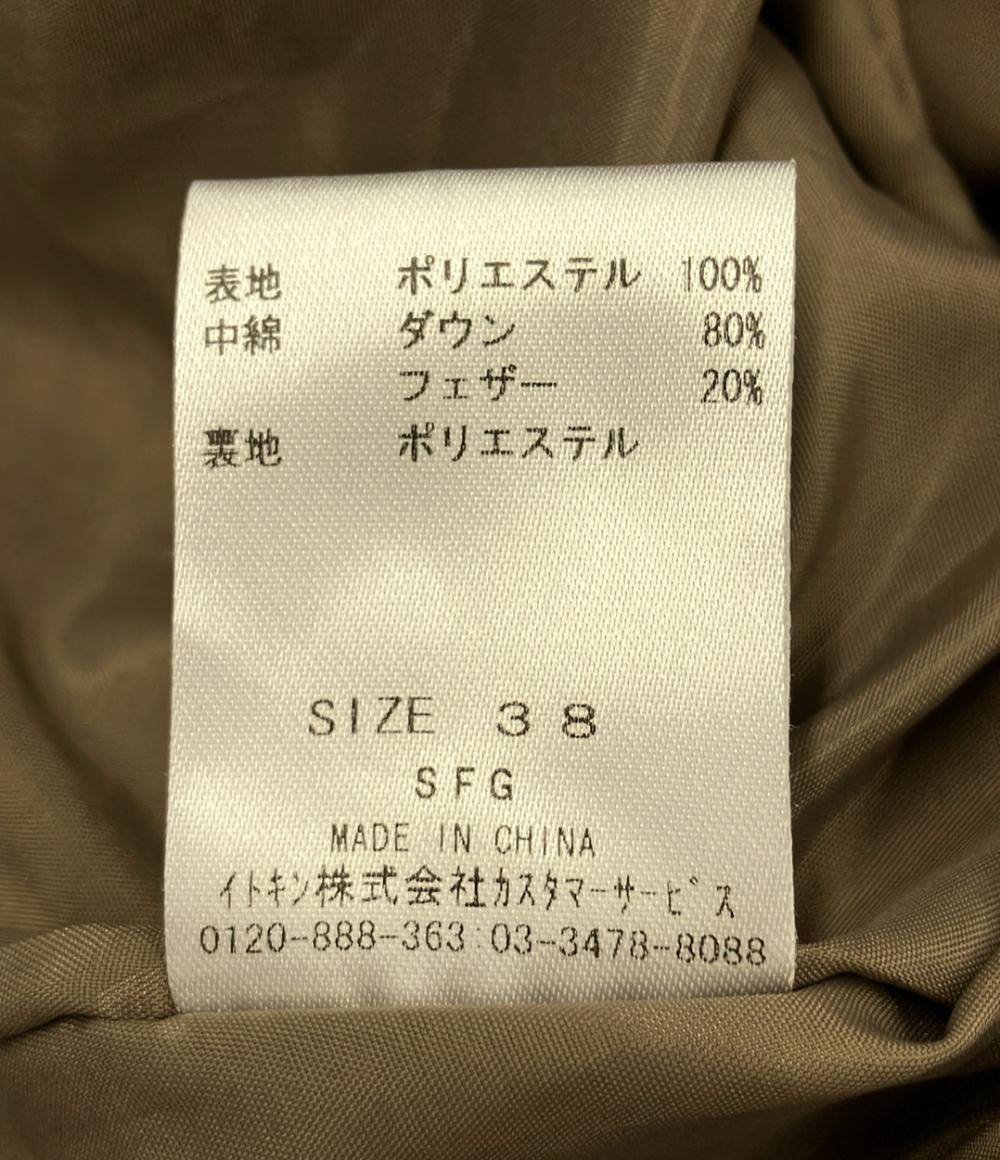 表地 ポリエステル 100%
中綿 ダウン 80%
フェザー 20%
裏地 ポリエステル
SIZE 38
SFG
MADE IN CHINA
イトキン株式会社カスタマーサービス
0120-888-363 03-3478-8088